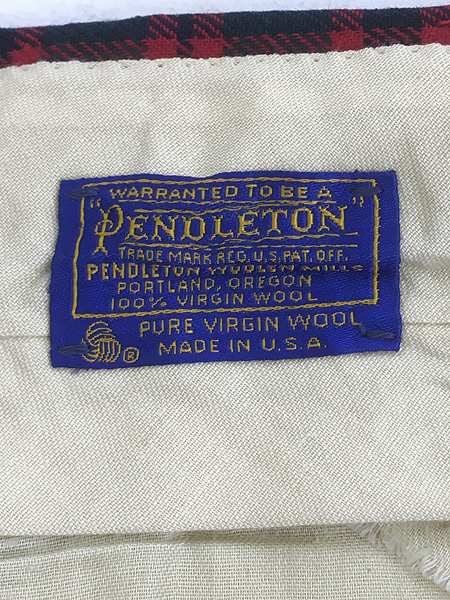 WARRANTED TO BE A
"PENDLETON"
TRADE MARK REG. U.S. PAT. OFF.
PENDLETON WOOLEN MILLS
PORTLAND, OREGON
100% VIRGIN WOOL
PURE VIRGIN WOOL
® MADE IN U.S.A.